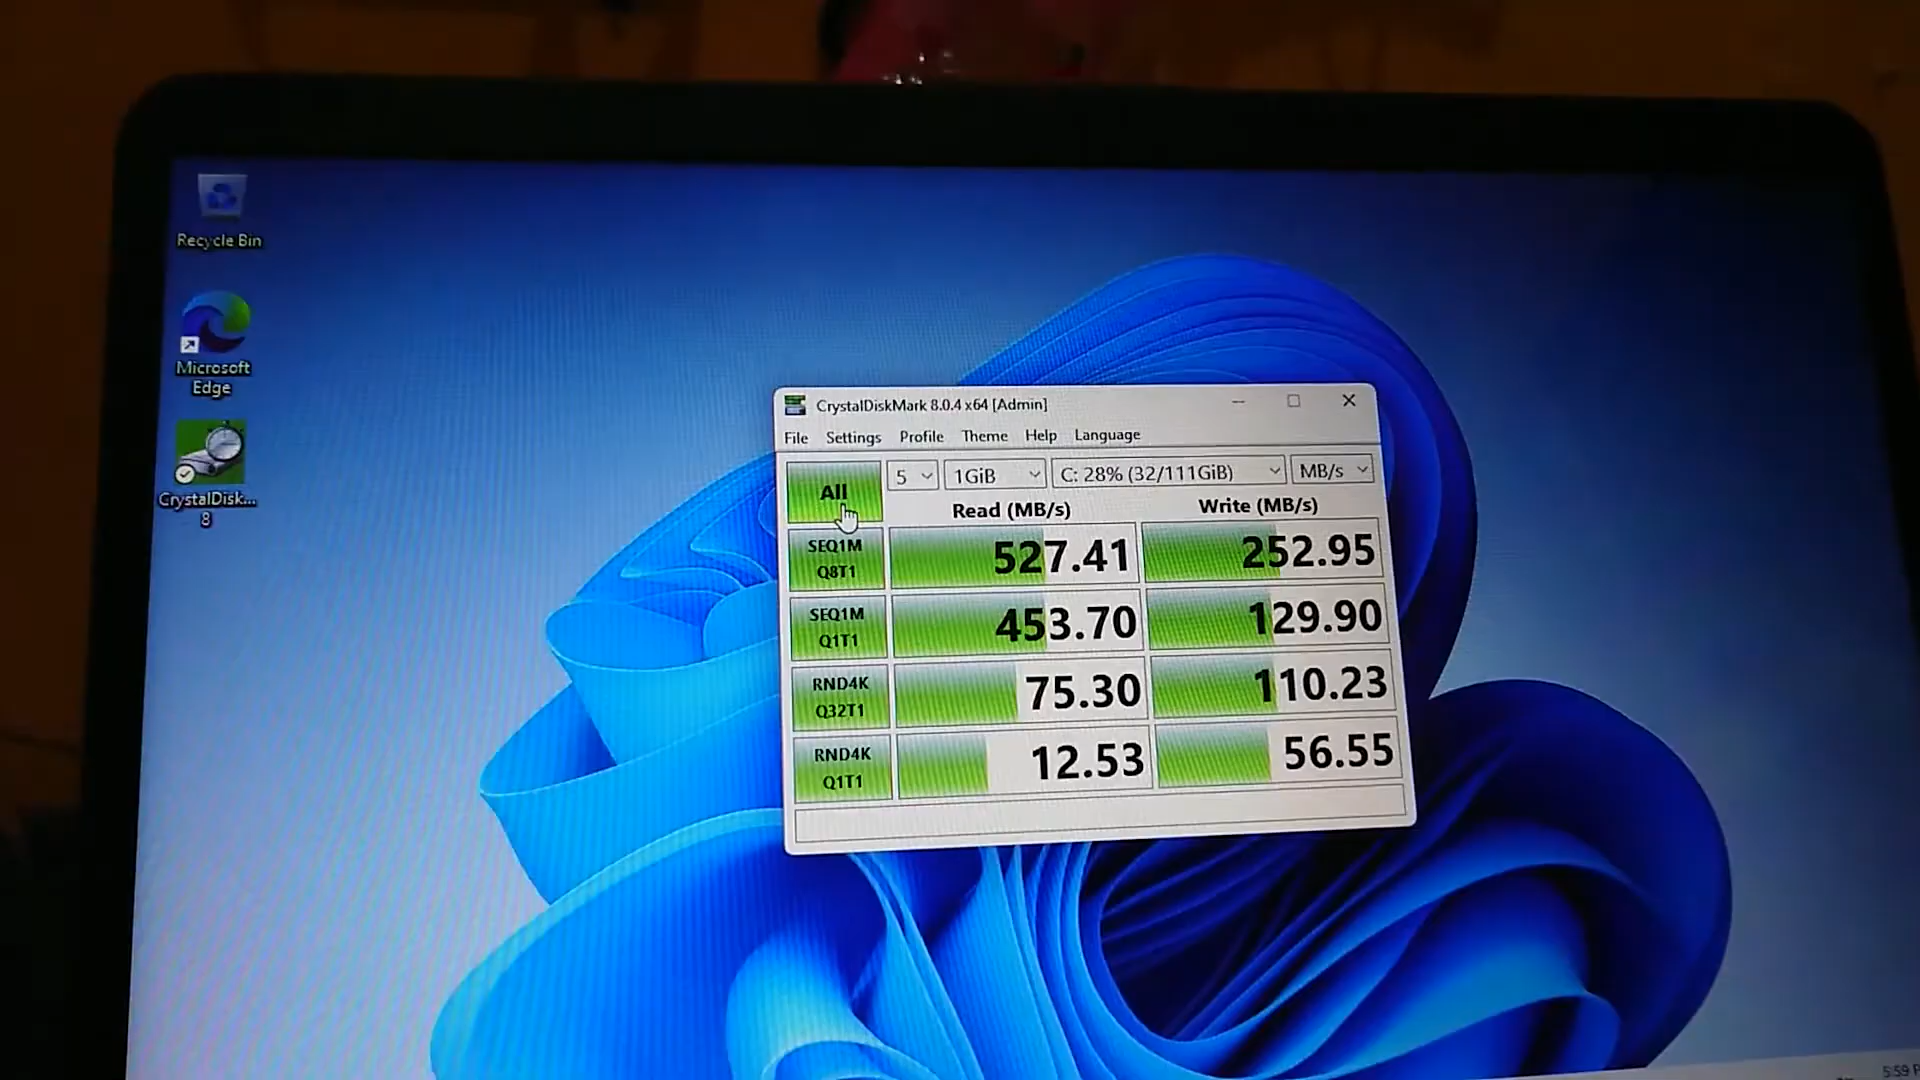 Recycle Bin
Microsoft
Edge
CrystalDisk...
8
CrystalDiskMark 8.0.4 x64 [Admin]
File Settings Profile Theme Help Language
All 5 1GiB C: 28% (32/111GiB) MB/s
Read (MB/s) Write (MB/s)
SEQ1M
Q8T1 527.41 252.95
SEQ1M
Q1T1 453.70 129.90
RND4K
Q32T1 75.30 110.23
RND4K
Q1T1 12.53 56.55
5:59